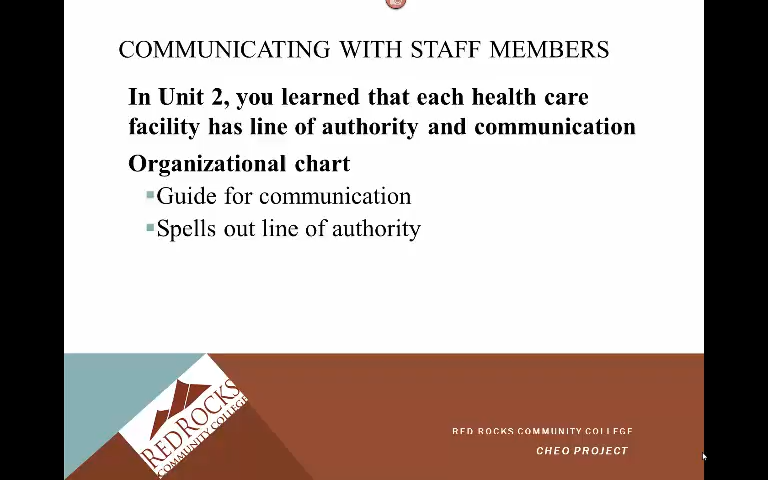 COMMUNICATING WITH STAFF MEMBERS
In Unit 2, you learned that each health care
facility has line of authority and communication
Organizational chart
Guide for communication
Spells out line of authority
RED ROCKS
COMMUNITY COLLEGE
RED ROCKS COMMUNITY COLLEGE
CHEO PROJECT